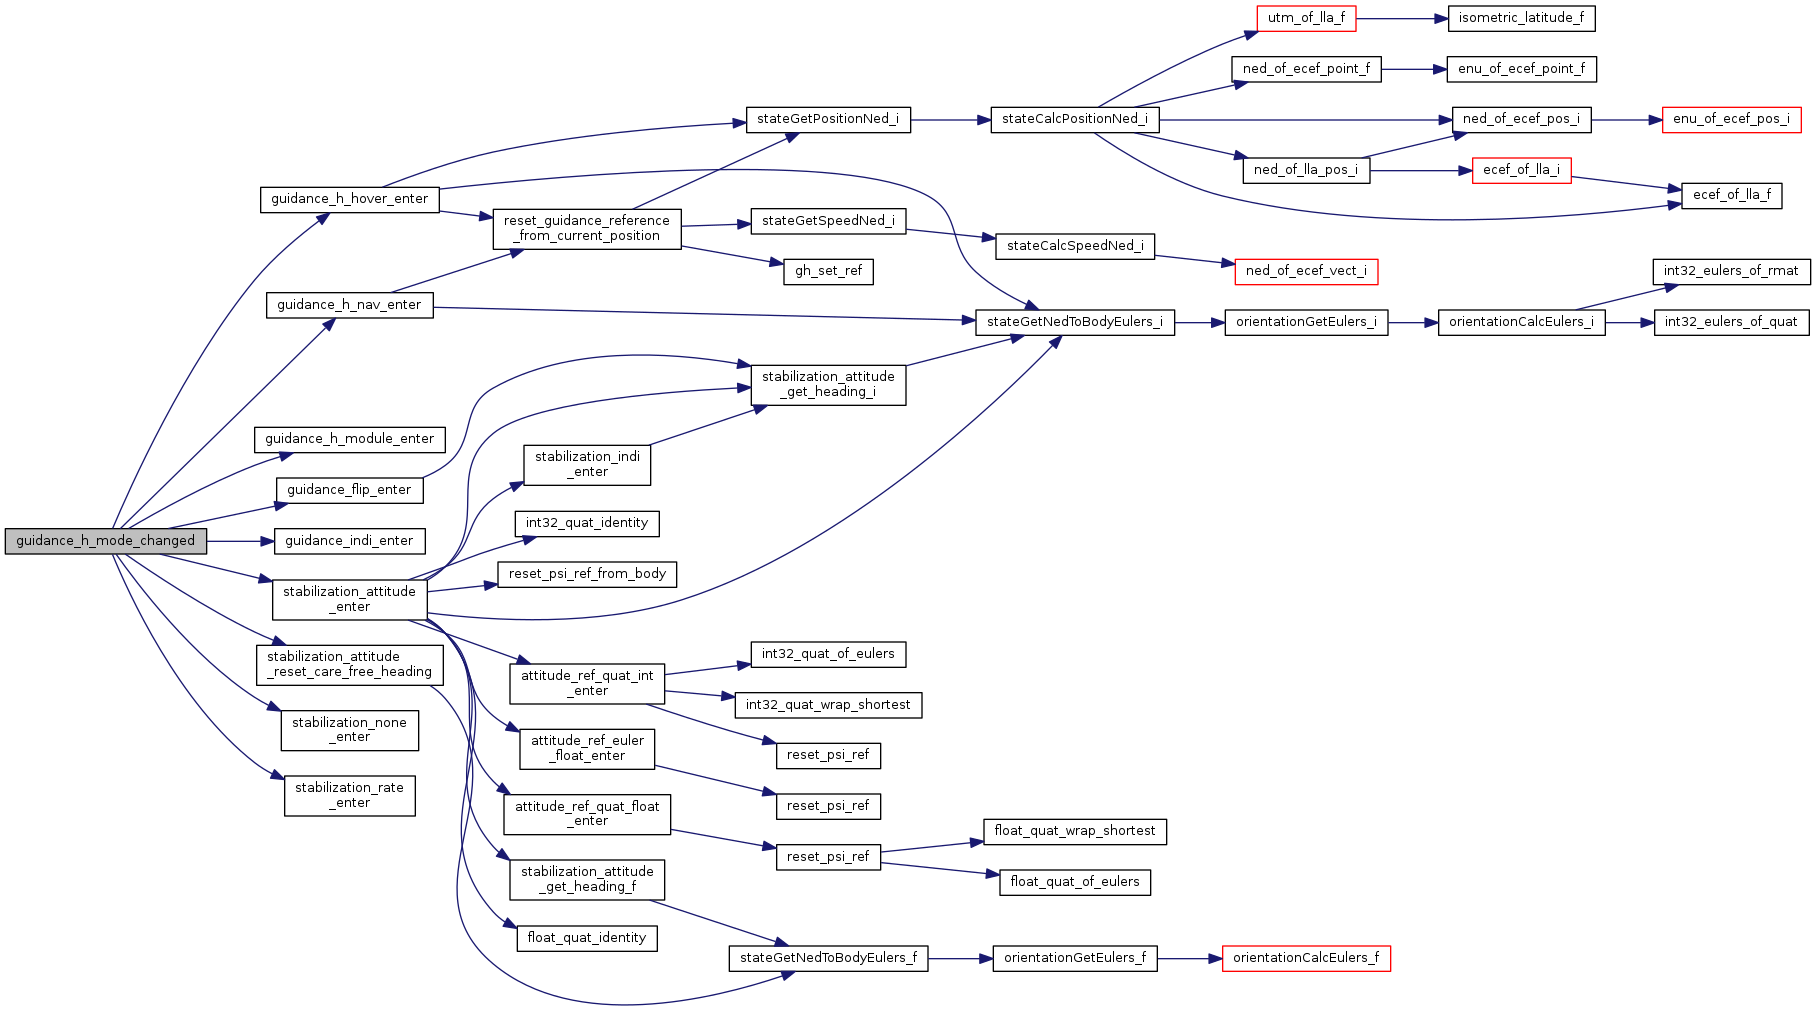 guidance_h_mode_changed
guidance_h_hover_enter
guidance_h_nav_enter
guidance_h_module_enter
guidance_flip_enter
guidance_indi_enter
stabilization_attitude
_enter
stabilization_attitude
_reset_care_free_heading
stabilization_none
_enter
stabilization_rate
_enter
reset_guidance_reference
_from_current_position
stabilization_indi
_enter
int32_quat_identity
reset_psi_ref_from_body
attitude_ref_quat_int
_enter
attitude_ref_euler
_float_enter
attitude_ref_quat_float
_enter
stabilization_attitude
_get_heading_f
float_quat_identity
stateGetPositionNed_i
stateGetSpeedNed_i
gh_set_ref
stabilization_attitude
_get_heading_i
int32_quat_of_eulers
int32_quat_wrap_shortest
reset_psi_ref
reset_psi_ref
reset_psi_ref
stateGetNedToBodyEulers_f
stateCalcPositionNed_i
stateCalcSpeedNed_i
stateGetNedToBodyEulers_i
float_quat_wrap_shortest
float_quat_of_eulers
orientationGetEulers_f
utm_of_lla_f
ned_of_ecef_point_f
ned_of_lla_pos_i
ned_of_ecef_vect_i
orientationGetEulers_i
orientationCalcEulers_f
isometric_latitude_f
enu_of_ecef_point_f
ned_of_ecef_pos_i
ecef_of_lla_i
orientationCalcEulers_i
enu_of_ecef_pos_i
ecef_of_lla_f
int32_eulers_of_rmat
int32_eulers_of_quat